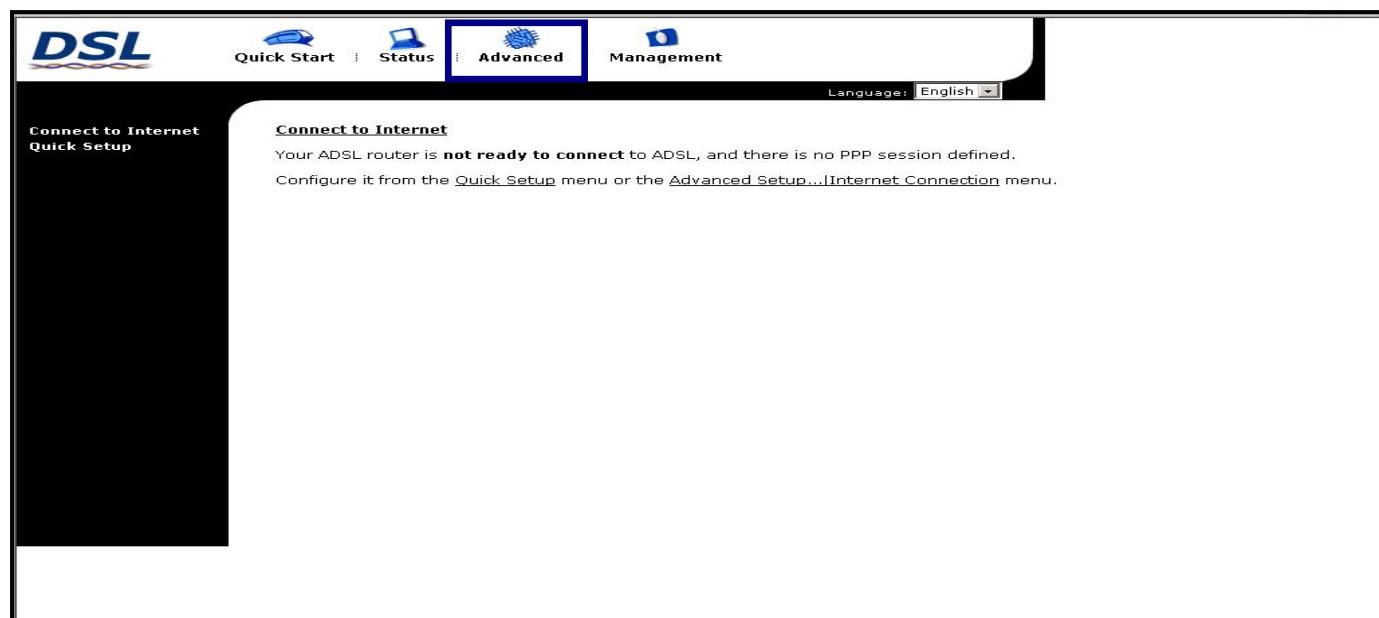 DSL
Quick Start
Status
Advanced
Management
Language: English
Connect to Internet
Quick Setup
Connect to Internet
Your ADSL router is not ready to connect to ADSL, and there is no PPP session defined.
Configure it from the Quick Setup menu or the Advanced Setup...|Internet Connection menu.